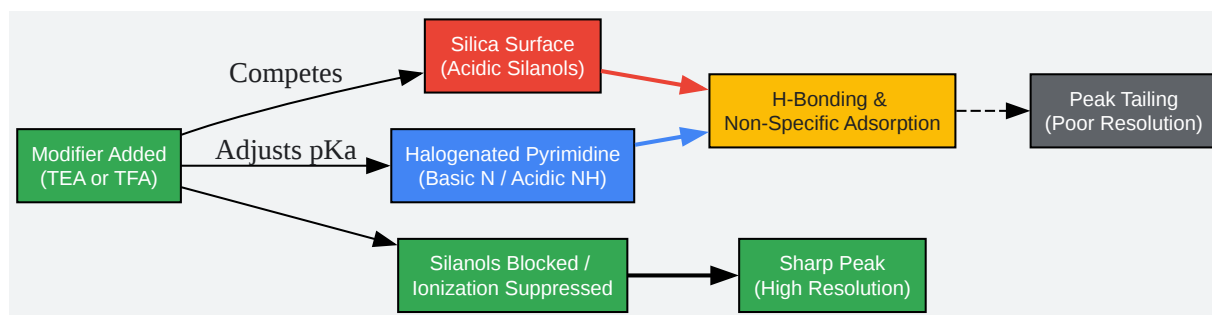 Modifier Added
(TEA or TFA)
Competes
Adjusts pKa
Silica Surface
(Acidic Silanols)
Halogenated Pyrimidine
(Basic N / Acidic NH)
Silanols Blocked /
Ionization Suppressed
H-Bonding &
Non-Specific Adsorption
Sharp Peak
(High Resolution)
Peak Tailing
(Poor Resolution)